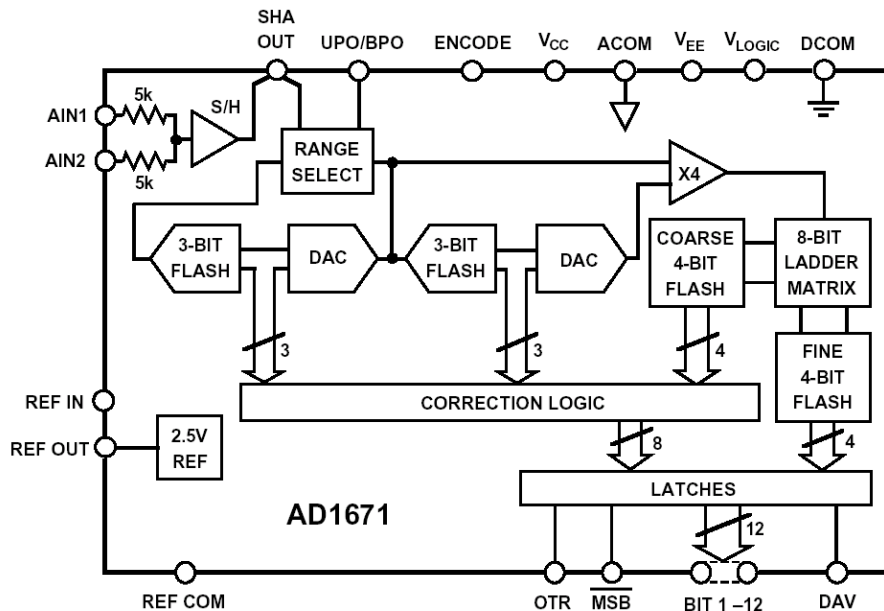 SHA
OUT
UPO/BPO
ENCODE
VCC
ACOM
VEE
VLOGIC
DCOM
AIN1
5k
S/H
AIN2
5k
RANGE
SELECT
X4
3-BIT
FLASH
DAC
3-BIT
FLASH
DAC
COARSE
4-BIT
FLASH
8-BIT
LADDER
MATRIX
3
3
4
FINE
4-BIT
FLASH
REF IN
CORRECTION LOGIC
REF OUT
2.5V
REF
8
4
LATCHES
AD1671
12
REF COM
OTR
MSB
BIT 1 –12
DAV